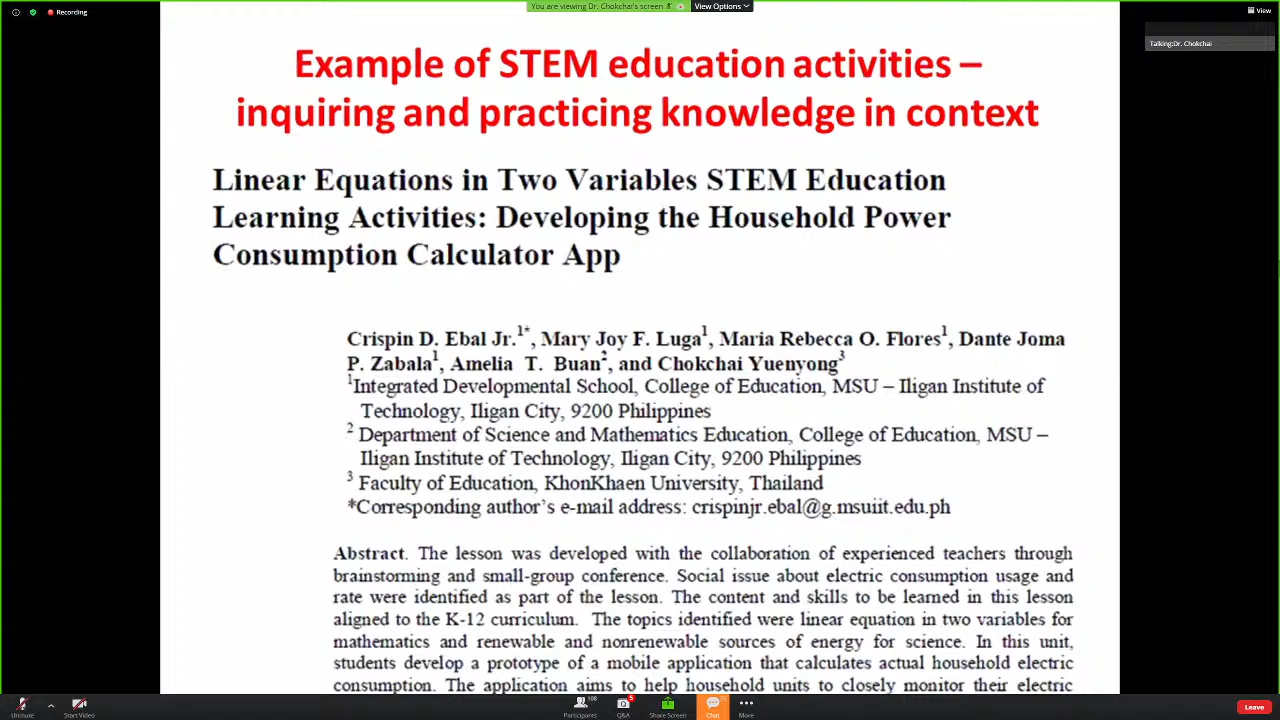 Recording
You are viewing Dr. Chokchai's screen
View Options
View
Talking:Dr. Chokchai
Example of STEM education activities –
inquiring and practicing knowledge in context
Linear Equations in Two Variables STEM Education
Learning Activities: Developing the Household Power
Consumption Calculator App
Crispin D. Ebal Jr.1*, Mary Joy F. Luga1, Maria Rebecca O. Flores1, Dante Joma
P. Zabala1, Amelia T. Buan2, and Chokchai Yuenyong3
1Integrated Developmental School, College of Education, MSU – Iligan Institute of
Technology, Iligan City, 9200 Philippines
2 Department of Science and Mathematics Education, College of Education, MSU –
Iligan Institute of Technology, Iligan City, 9200 Philippines
3 Faculty of Education, KhonKhaen University, Thailand
*Corresponding author's e-mail address: crispinjr.ebal@g.msuiit.edu.ph
Abstract. The lesson was developed with the collaboration of experienced teachers through
brainstorming and small-group conference. Social issue about electric consumption usage and
rate were identified as part of the lesson. The content and skills to be learned in this lesson
aligned to the K-12 curriculum. The topics identified were linear equation in two variables for
mathematics and renewable and nonrenewable sources of energy for science. In this unit,
students develop a prototype of a mobile application that calculates actual household electric
consumption. The application aims to help household units to closely monitor their electric
Unmute
Start Video
Participants
108
Q&A
Share Screen
Chat
More
Leave